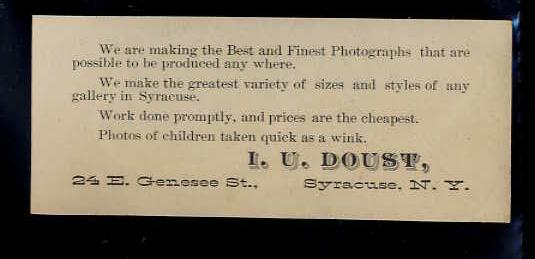 We are making the Best and Finest Photographs that are
possible to be produced any where.
We make the greatest variety of sizes and styles of any
gallery in Syracuse.
Work done promptly, and prices are the cheapest.
Photos of children taken quick as a wink.
I. U. DOUST,
24 E. Genesee St., Syracuse, N. Y.